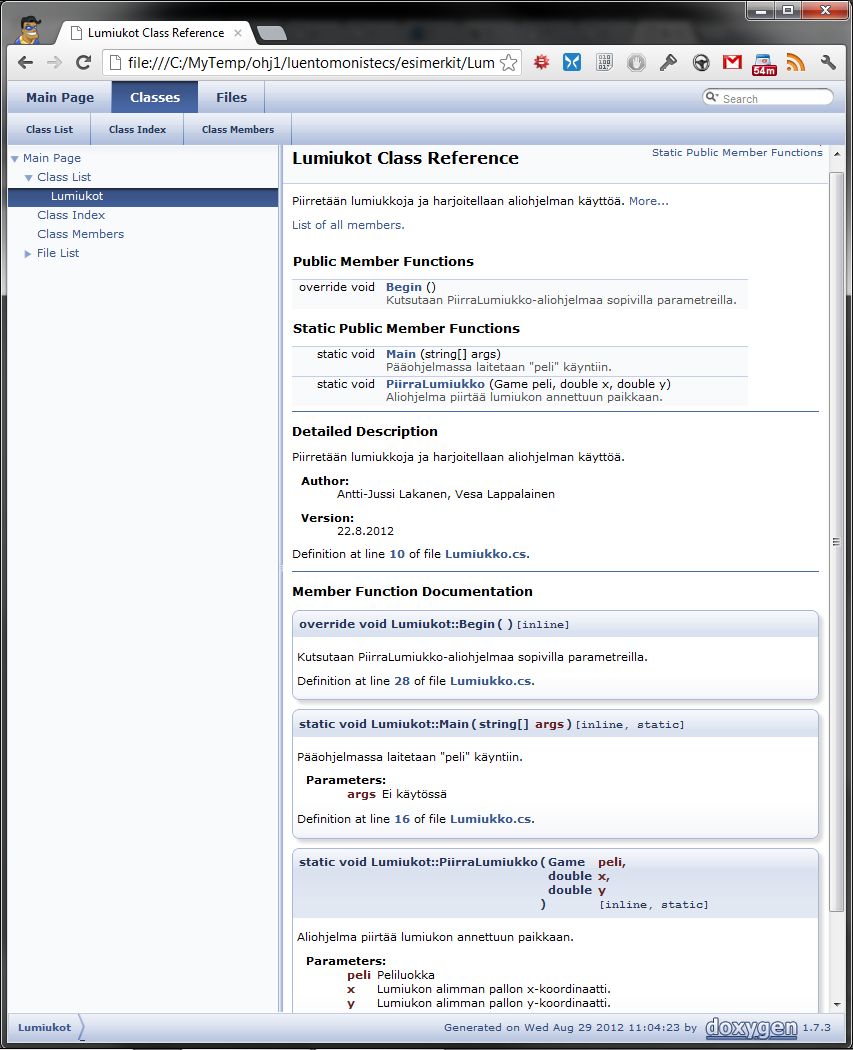 Lumiukot Class Reference
file:///C:/MyTemp/ohj1/luentomonistecs/esimerkit/Lum
54m
Main Page Classes Files Search
Class List Class Index Class Members
Main Page
Class List
Lumiukot
Class Index
Class Members
File List
Lumiukot Class Reference
Static Public Member Functions
Piirretään lumiukkoja ja harjoitellaan aliohjelman käyttöä. More...
List of all members.
Public Member Functions
override void Begin ()
Kutsutaan PiirraLumiukko-aliohjelmaa sopivilla parametreilla.
Static Public Member Functions
static void Main (string[] args)
Pääohjelmassa laitetaan "peli" käyntiin.
static void PiirraLumiukko (Game peli, double x, double y)
Aliohjelma piirtää lumiukon annettuun paikkaan.
Detailed Description
Piirretään lumiukkoja ja harjoitellaan aliohjelman käyttöä.
Author:
Antti-Jussi Lakanen, Vesa Lappalainen
Version:
22.8.2012
Definition at line 10 of file Lumiukko.cs.
Member Function Documentation
override void Lumiukot::Begin ( ) [inline]
Kutsutaan PiirraLumiukko-aliohjelmaa sopivilla parametreilla.
Definition at line 28 of file Lumiukko.cs.
static void Lumiukot::Main ( string[] args ) [inline, static]
Pääohjelmassa laitetaan "peli" käyntiin.
Parameters:
args Ei käytössä
Definition at line 16 of file Lumiukko.cs.
static void Lumiukot::PiirraLumiukko ( Game peli,
double x,
double y
) [inline, static]
Aliohjelma piirtää lumiukon annettuun paikkaan.
Parameters:
peli Peliluokka
x Lumiukon alimman pallon x-koordinaatti.
y Lumiukon alimman pallon y-koordinaatti.
Lumiukot
Generated on Wed Aug 29 2012 11:04:23 by doxygen 1.7.3